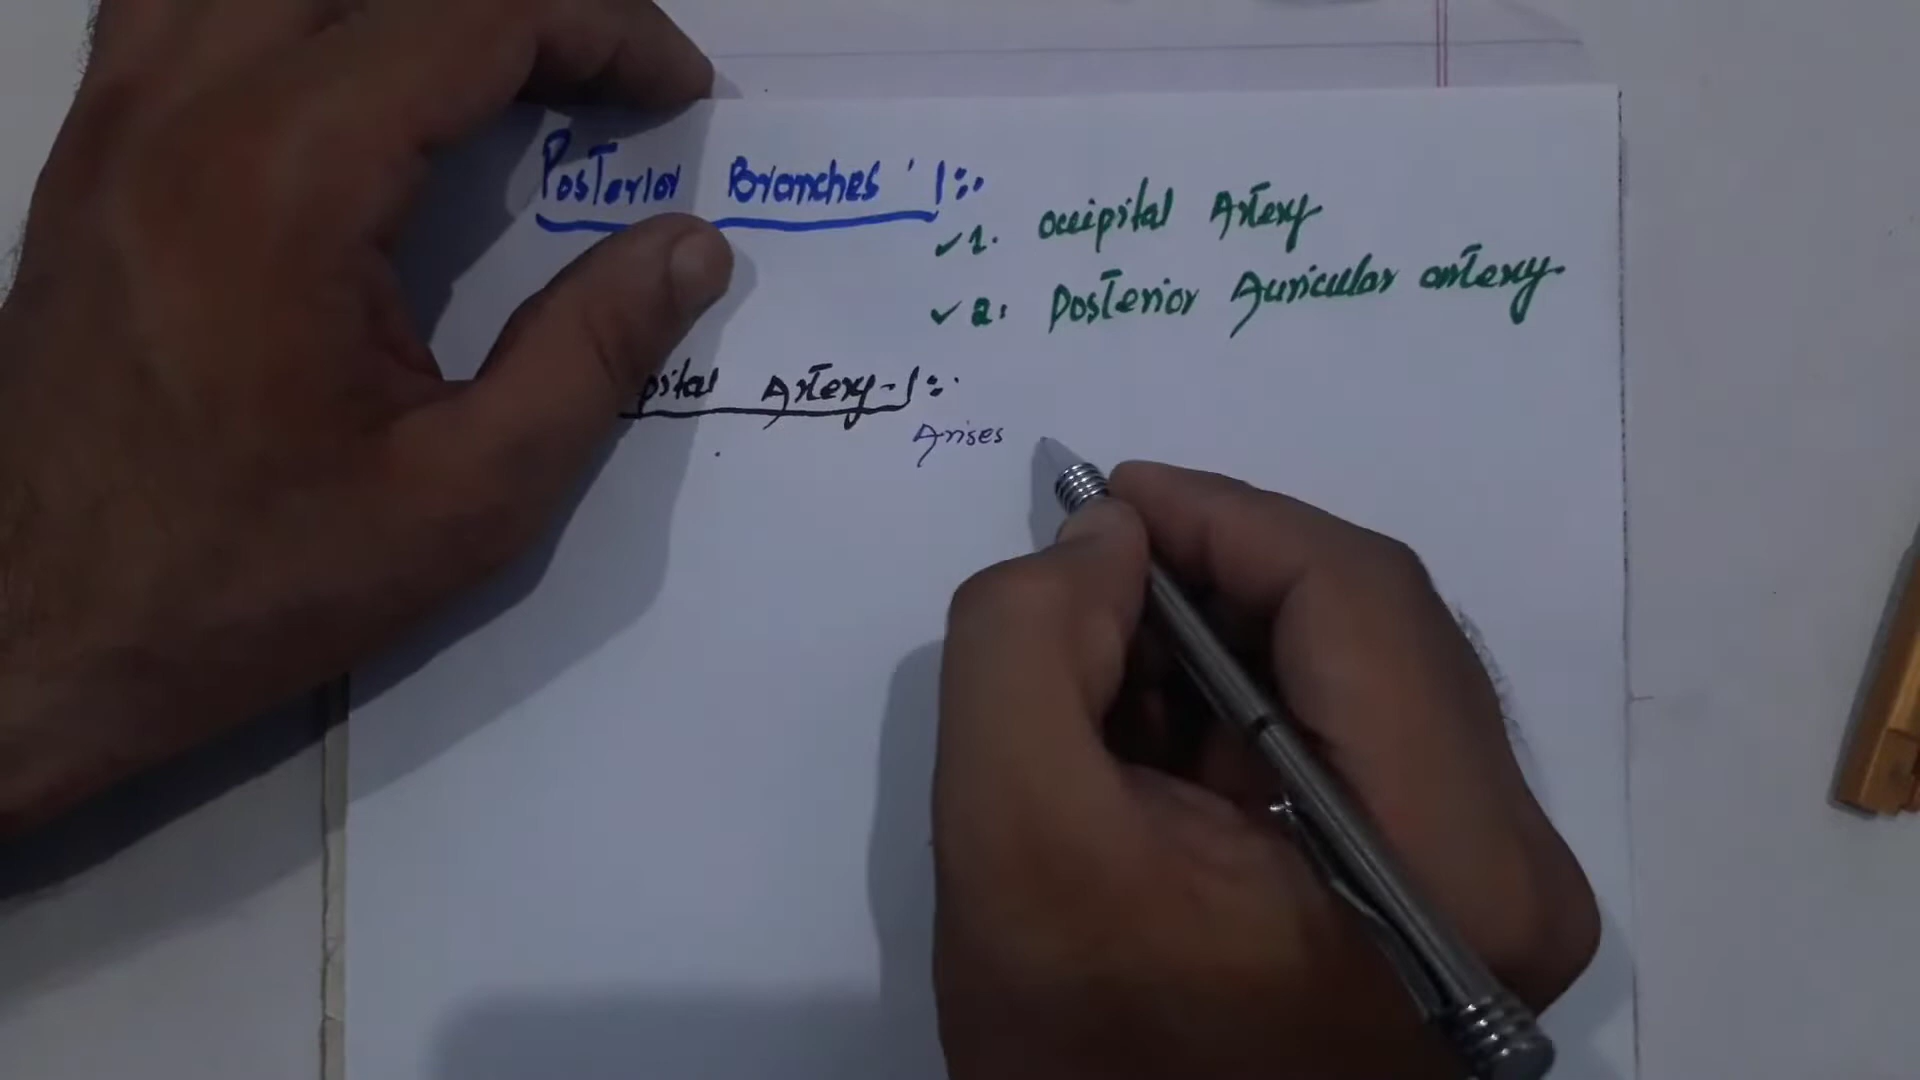 Posterior Branches :-
✓1. occipital Artery
✓2. Posterior Auricular artery.
pital Artery-:-
Arises